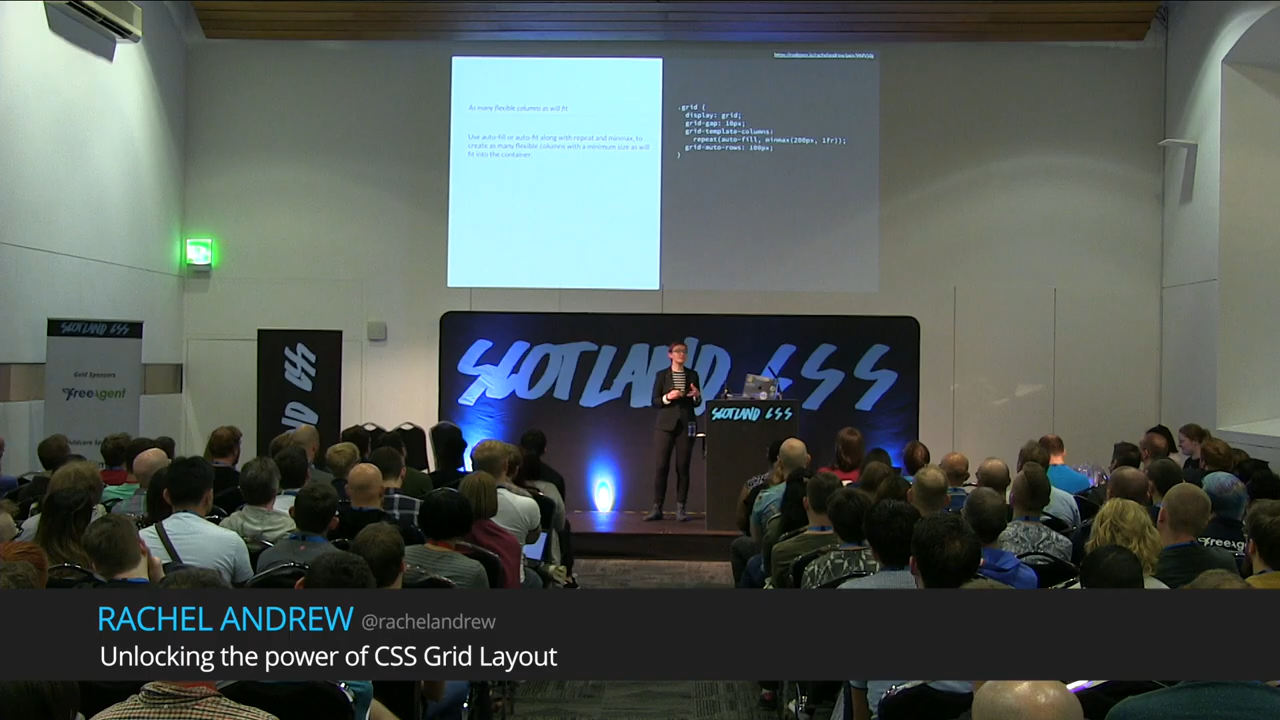 As many flexible columns as will fit
Use auto-fill or auto-fit along with repeat and minmax, to
create as many flexible columns with a minimum size as will
fit into the container.
.grid {
display: grid;
grid-gap: 10px;
grid-template-columns:
repeat(auto-fill, minmax(200px, 1fr));
grid-auto-rows: 100px;
}
SCOTLAND CSS
Gold Sponsors
FreeAgent
CSS
SCOTLAND CSS
SCOTLAND CSS
FreeAgent
RACHEL ANDREW @rachelandrew
Unlocking the power of CSS Grid Layout